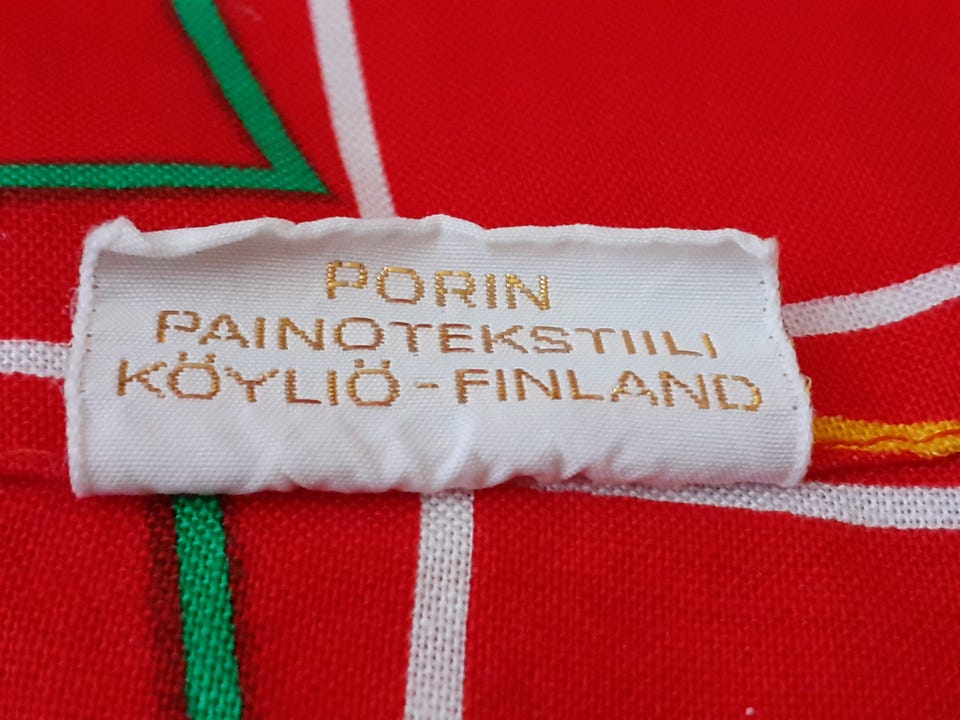 PORIN
PAINOTEKSTIILI
KÖYLIÖ - FINLAND